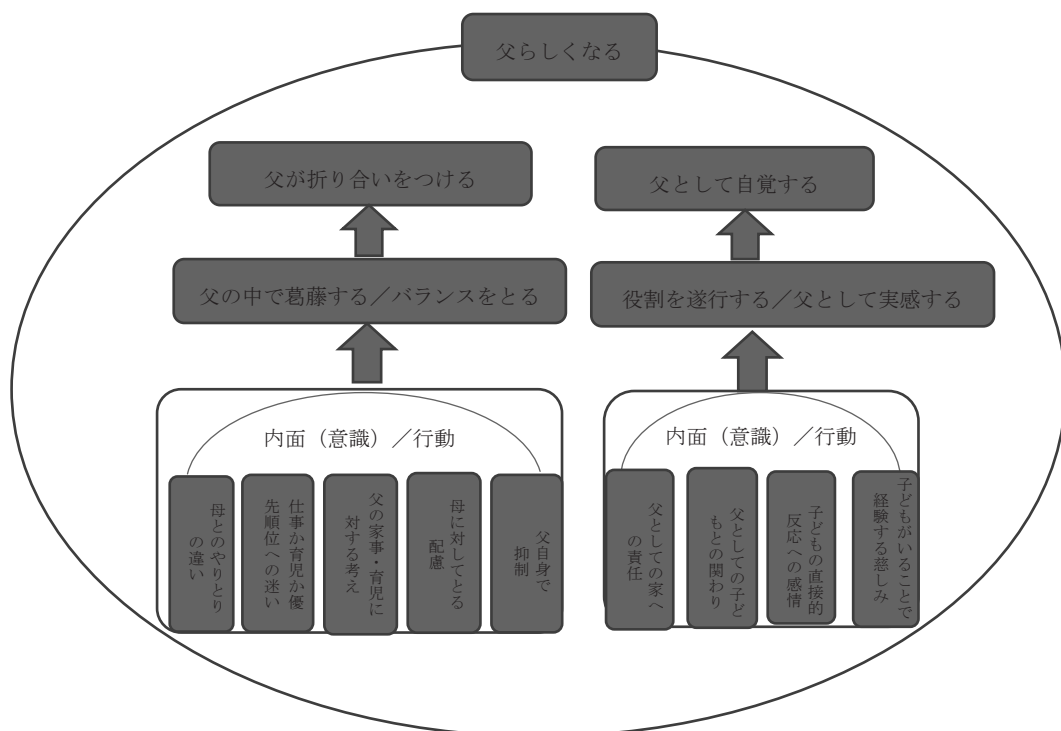 父らしくなる
父が折り合いをつける
父として自覚する
父の中で葛藤する／バランスをとる
役割を遂行する／父として実感する
内面（意識）／行動
母とのやりとり
の違い
仕事か育児か優
先順位への迷い
父の家事・育児に
対する考え
母に対してとる
配慮
父自身で
抑制
内面（意識）／行動
父としての家へ
の責任
父としての子ど
もとの関わり
子どもの直接的
反応への感情
子どもがいることで
経験する慈しみ